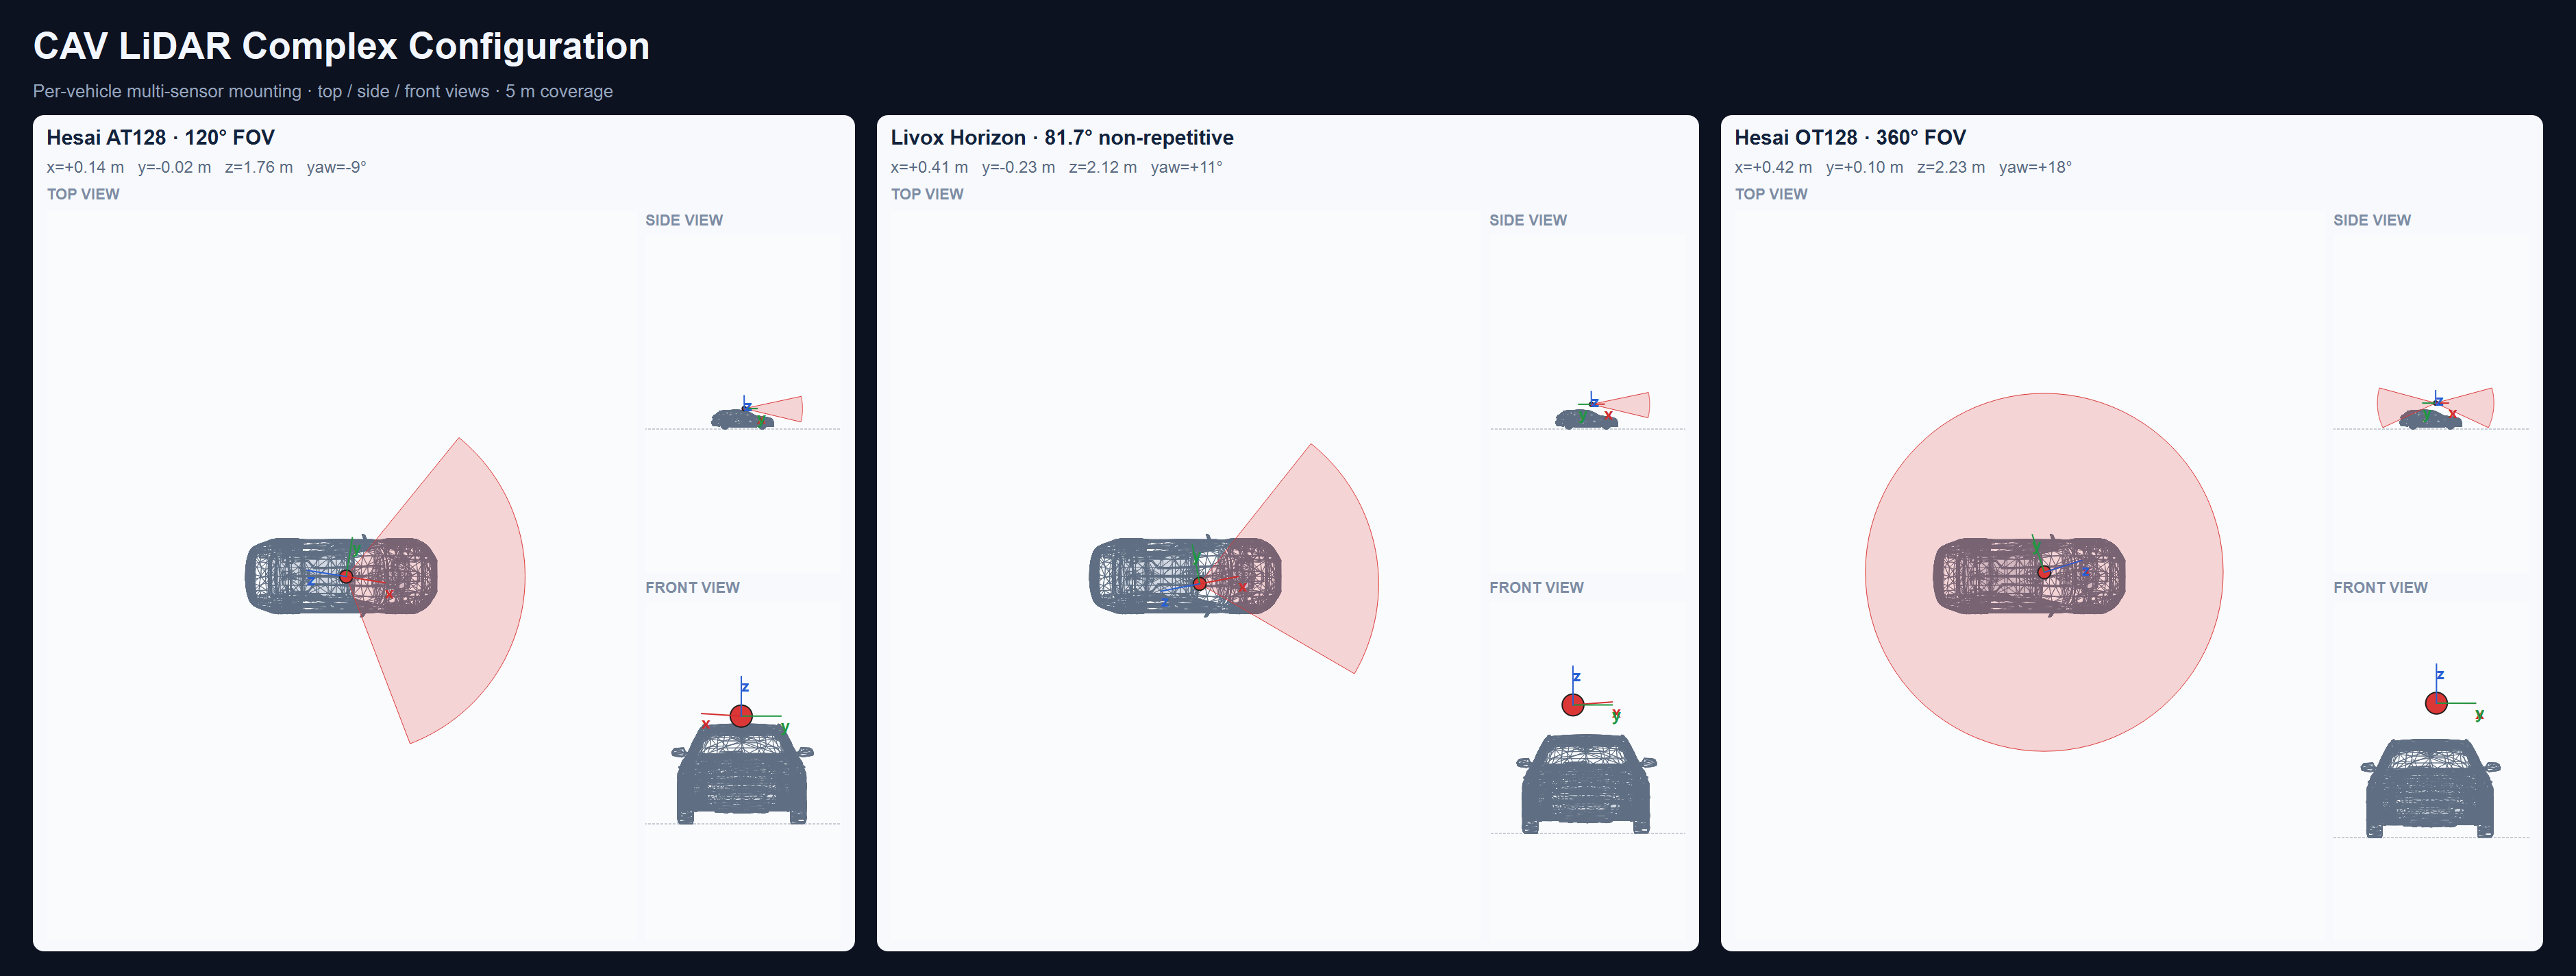 CAV LiDAR Complex Configuration
Per-vehicle multi-sensor mounting · top / side / front views · 5 m coverage
Hesai AT128 · 120° FOV
x=+0.14 m y=-0.02 m z=1.76 m yaw=-9°
TOP VIEW
SIDE VIEW
z
y
y
z
x
FRONT VIEW
z
x
y
Livox Horizon · 81.7° non-repetitive
x=+0.41 m y=-0.23 m z=2.12 m yaw=+11°
TOP VIEW
SIDE VIEW
z
y x
y
x
z
FRONT VIEW
z
x
y
Hesai OT128 · 360° FOV
x=+0.42 m y=+0.10 m z=2.23 m yaw=+18°
TOP VIEW
SIDE VIEW
z
y x
y
z
FRONT VIEW
z
y